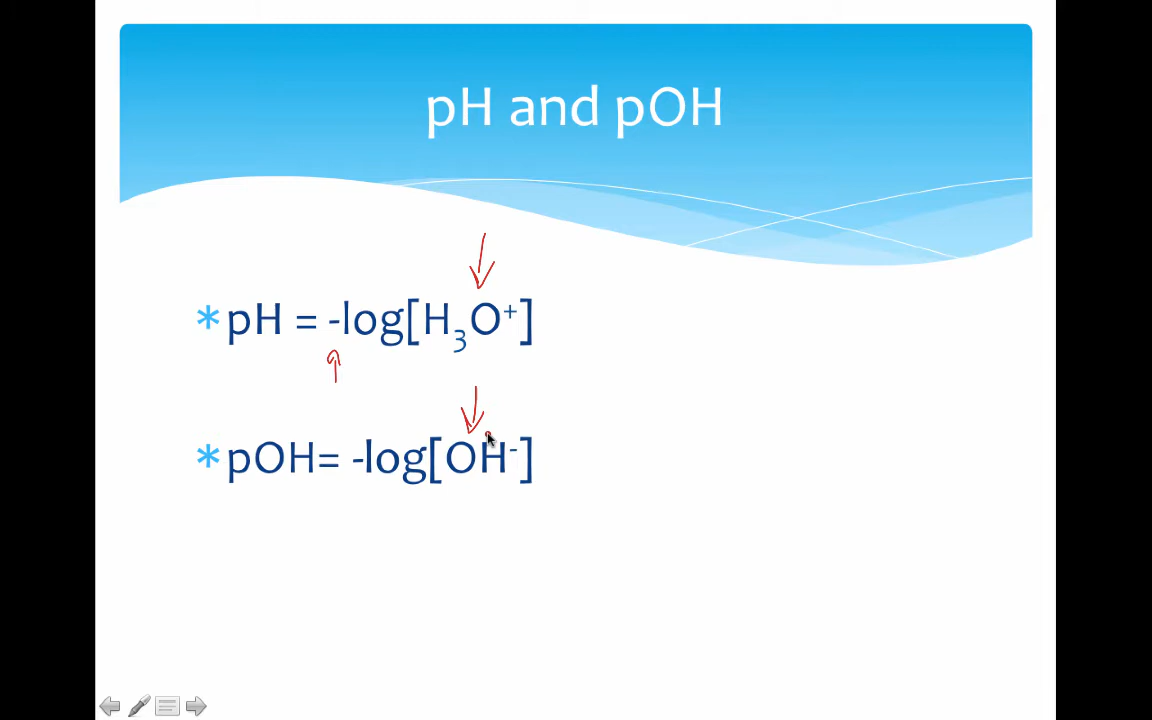 pH and pOH
* pH = -log[H₃O⁺]
* pOH= -log[OH⁻]